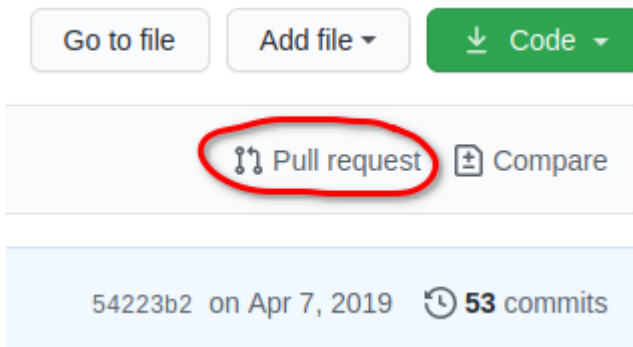 Go to file Add file Code
Pull request Compare
54223b2 on Apr 7, 2019 53 commits